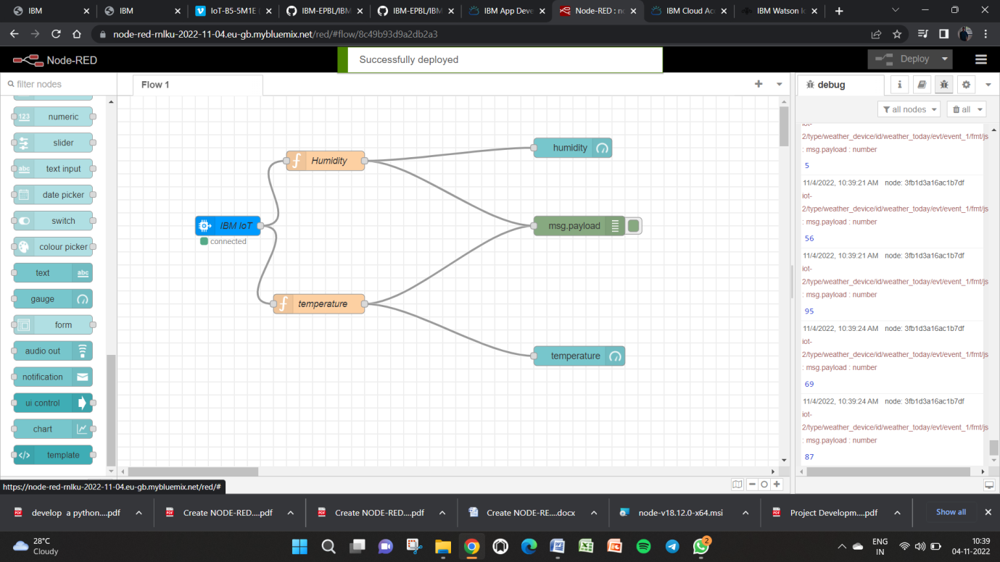 IBM
IBM
IoT-B5-5M1E (
IBM-EPBL/IBM
IBM-EPBL/IBM
IBM App Deve
Node-RED : no
IBM Cloud Acc
IBM Watson Io
node-red-rnlku-2022-11-04.eu-gb.mybluemix.net/red/#flow/8c49b93d9a2db2a3
Node-RED
Successfully deployed
Deploy
filter nodes
Flow 1
debug
i
all nodes
all
123 numeric
slider
abc text input
date picker
switch
colour picker
text abc
gauge
form
audio out
notification
ui control
chart
</> template
Humidity
humidity
IBM IoT
connected
msg.payload
temperature
temperature
iot-
2/type/weather_device/id/weather_today/evt/event_1/fmt/js
: msg.payload : number
5
11/4/2022, 10:39:21 AM node: 3fb1d3a16ac1b7df
iot-
2/type/weather_device/id/weather_today/evt/event_1/fmt/js
: msg.payload : number
56
11/4/2022, 10:39:21 AM node: 3fb1d3a16ac1b7df
iot-
2/type/weather_device/id/weather_today/evt/event_1/fmt/js
: msg.payload : number
95
11/4/2022, 10:39:24 AM node: 3fb1d3a16ac1b7df
iot-
2/type/weather_device/id/weather_today/evt/event_1/fmt/js
: msg.payload : number
69
11/4/2022, 10:39:24 AM node: 3fb1d3a16ac1b7df
iot-
2/type/weather_device/id/weather_today/evt/event_1/fmt/js
: msg.payload : number
87
https://node-red-rnlku-2022-11-04.eu-gb.mybluemix.net/red/#
develop a python....pdf
Create NODE-RED....pdf
Create NODE-RED....pdf
Create NODE-RE....docx
node-v18.12.0-x64.msi
Project Developm....pdf
Show all
28°C
Cloudy
2
ENG
IN
10:39
04-11-2022